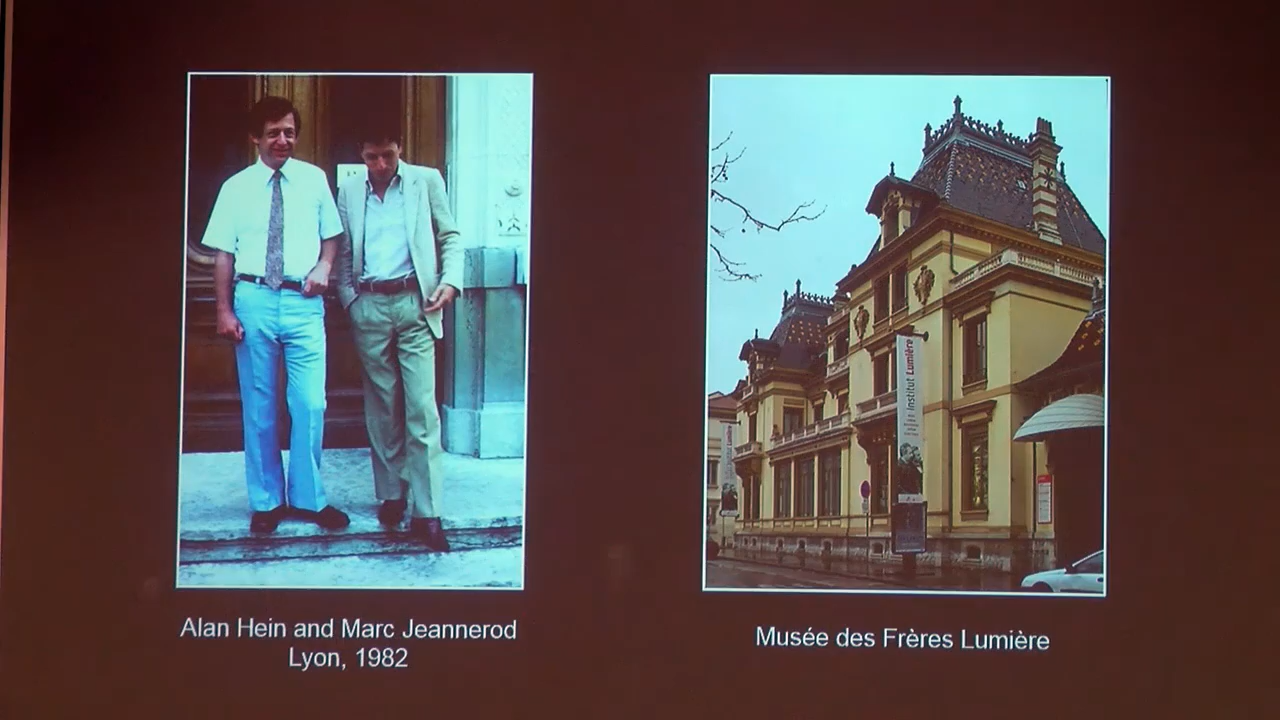 Alan Hein and Marc Jeannerod
Lyon, 1982
Institut Lumière
Musée des Frères Lumière